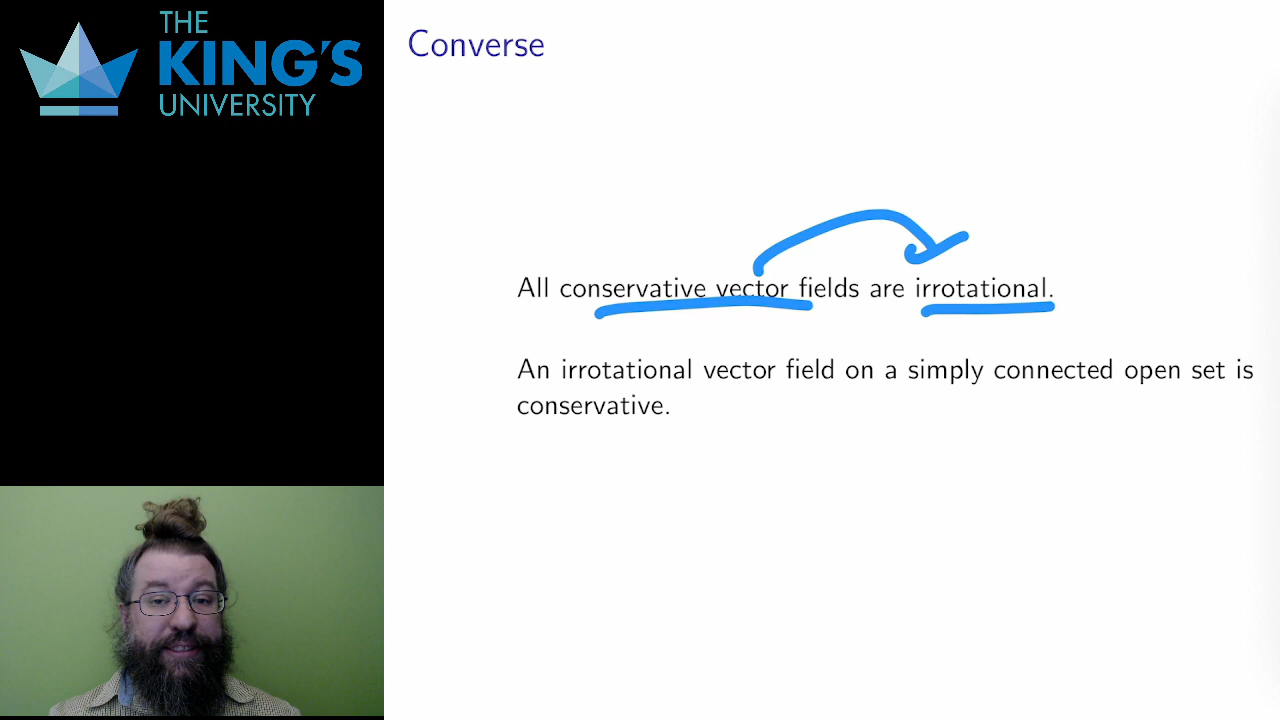 THE
KING'S
UNIVERSITY
Converse
All conservative vector fields are irrotational.
An irrotational vector field on a simply connected open set is
conservative.